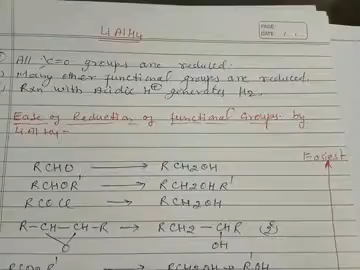 LiAlH4
PAGE:
DATE: / /
All >C=O groups are reduced.
Many other functional groups are reduced.
Rxn with Acidic H⊕ generates H2.
Ease of Reduction of functional Groups by
LiAlH4 -
Easiest
RCHO → RCH2OH
RCHOR' → RCH2OHR'
RCOCl → RCH2OH
R-CH-CH-R → RCH2-CHR
O OH
→ RCH2OH + R'OH